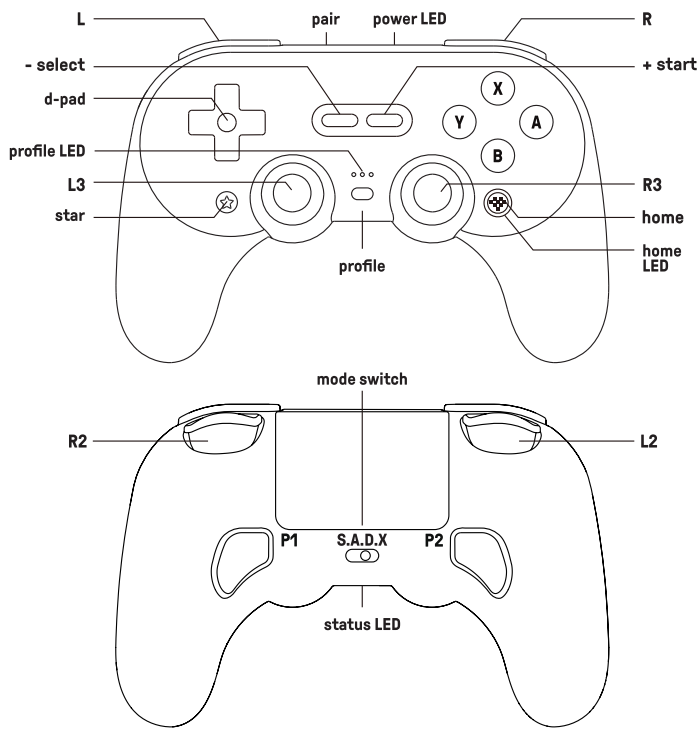 L
pair
power LED
R
- select
+ start
d-pad
X
Y
A
B
profile LED
L3
R3
star
home
home
LED
profile
mode switch
R2
L2
P1
S.A.D.X
P2
status LED